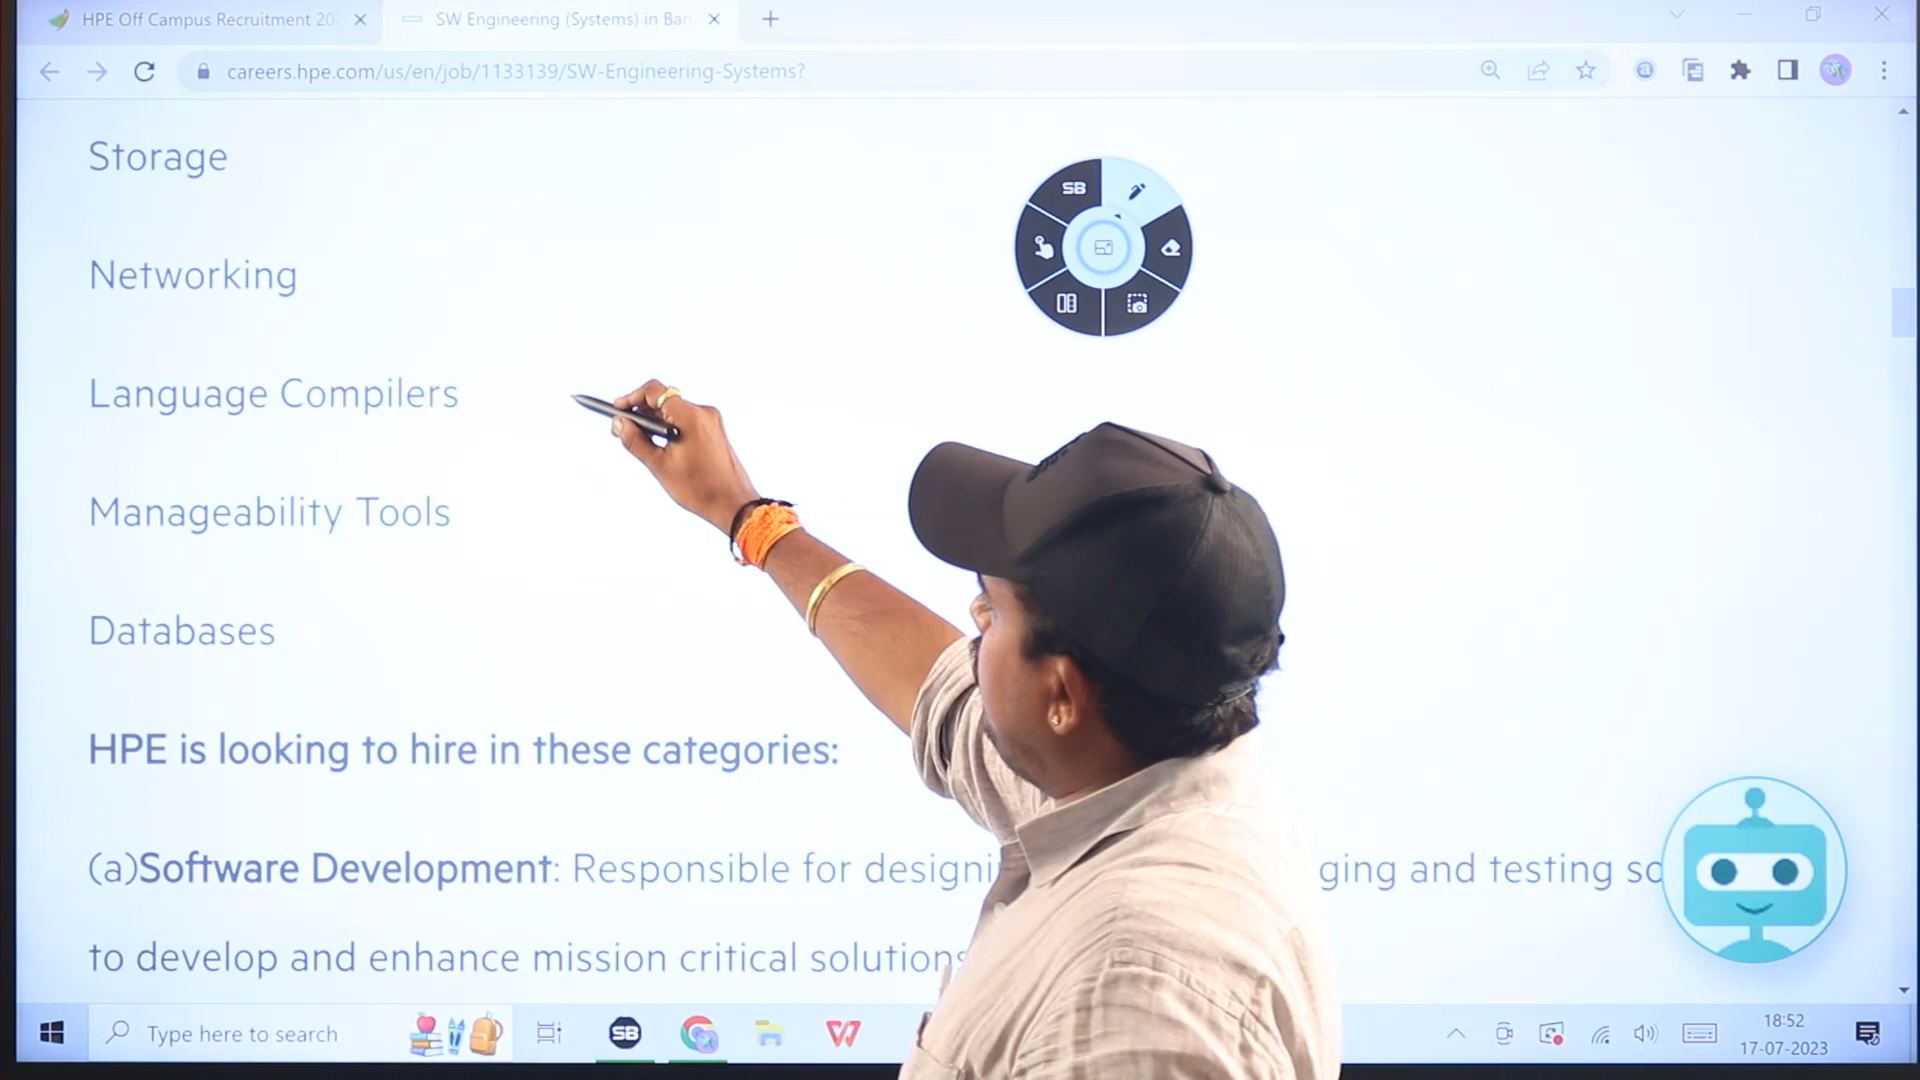 HPE Off Campus Recruitment 20
SW Engineering (Systems) in Ban
careers.hpe.com/us/en/job/1133139/SW-Engineering-Systems?
Storage
SB
Networking
Language Compilers
Manageability Tools
Databases
HPE is looking to hire in these categories:
(a)Software Development: Responsible for designi ging and testing so
to develop and enhance mission critical solutions
Type here to search
SB
18:52
17-07-2023